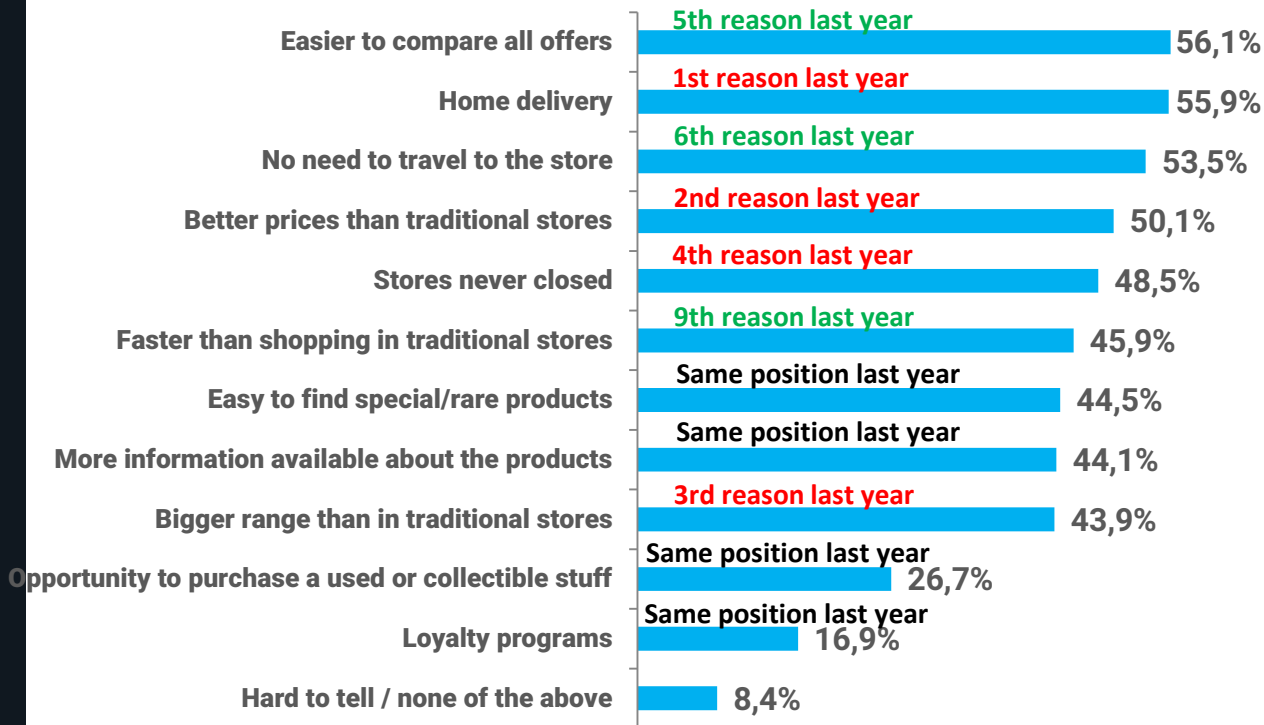 5th reason last year
Easier to compare all offers 56,1%
1st reason last year
Home delivery 55,9%
6th reason last year
No need to travel to the store 53,5%
2nd reason last year
Better prices than traditional stores 50,1%
4th reason last year
Stores never closed 48,5%
9th reason last year
Faster than shopping in traditional stores 45,9%
Same position last year
Easy to find special/rare products 44,5%
Same position last year
More information available about the products 44,1%
3rd reason last year
Bigger range than in traditional stores 43,9%
Same position last year
Opportunity to purchase a used or collectible stuff 26,7%
Same position last year
Loyalty programs 16,9%
Hard to tell / none of the above 8,4%